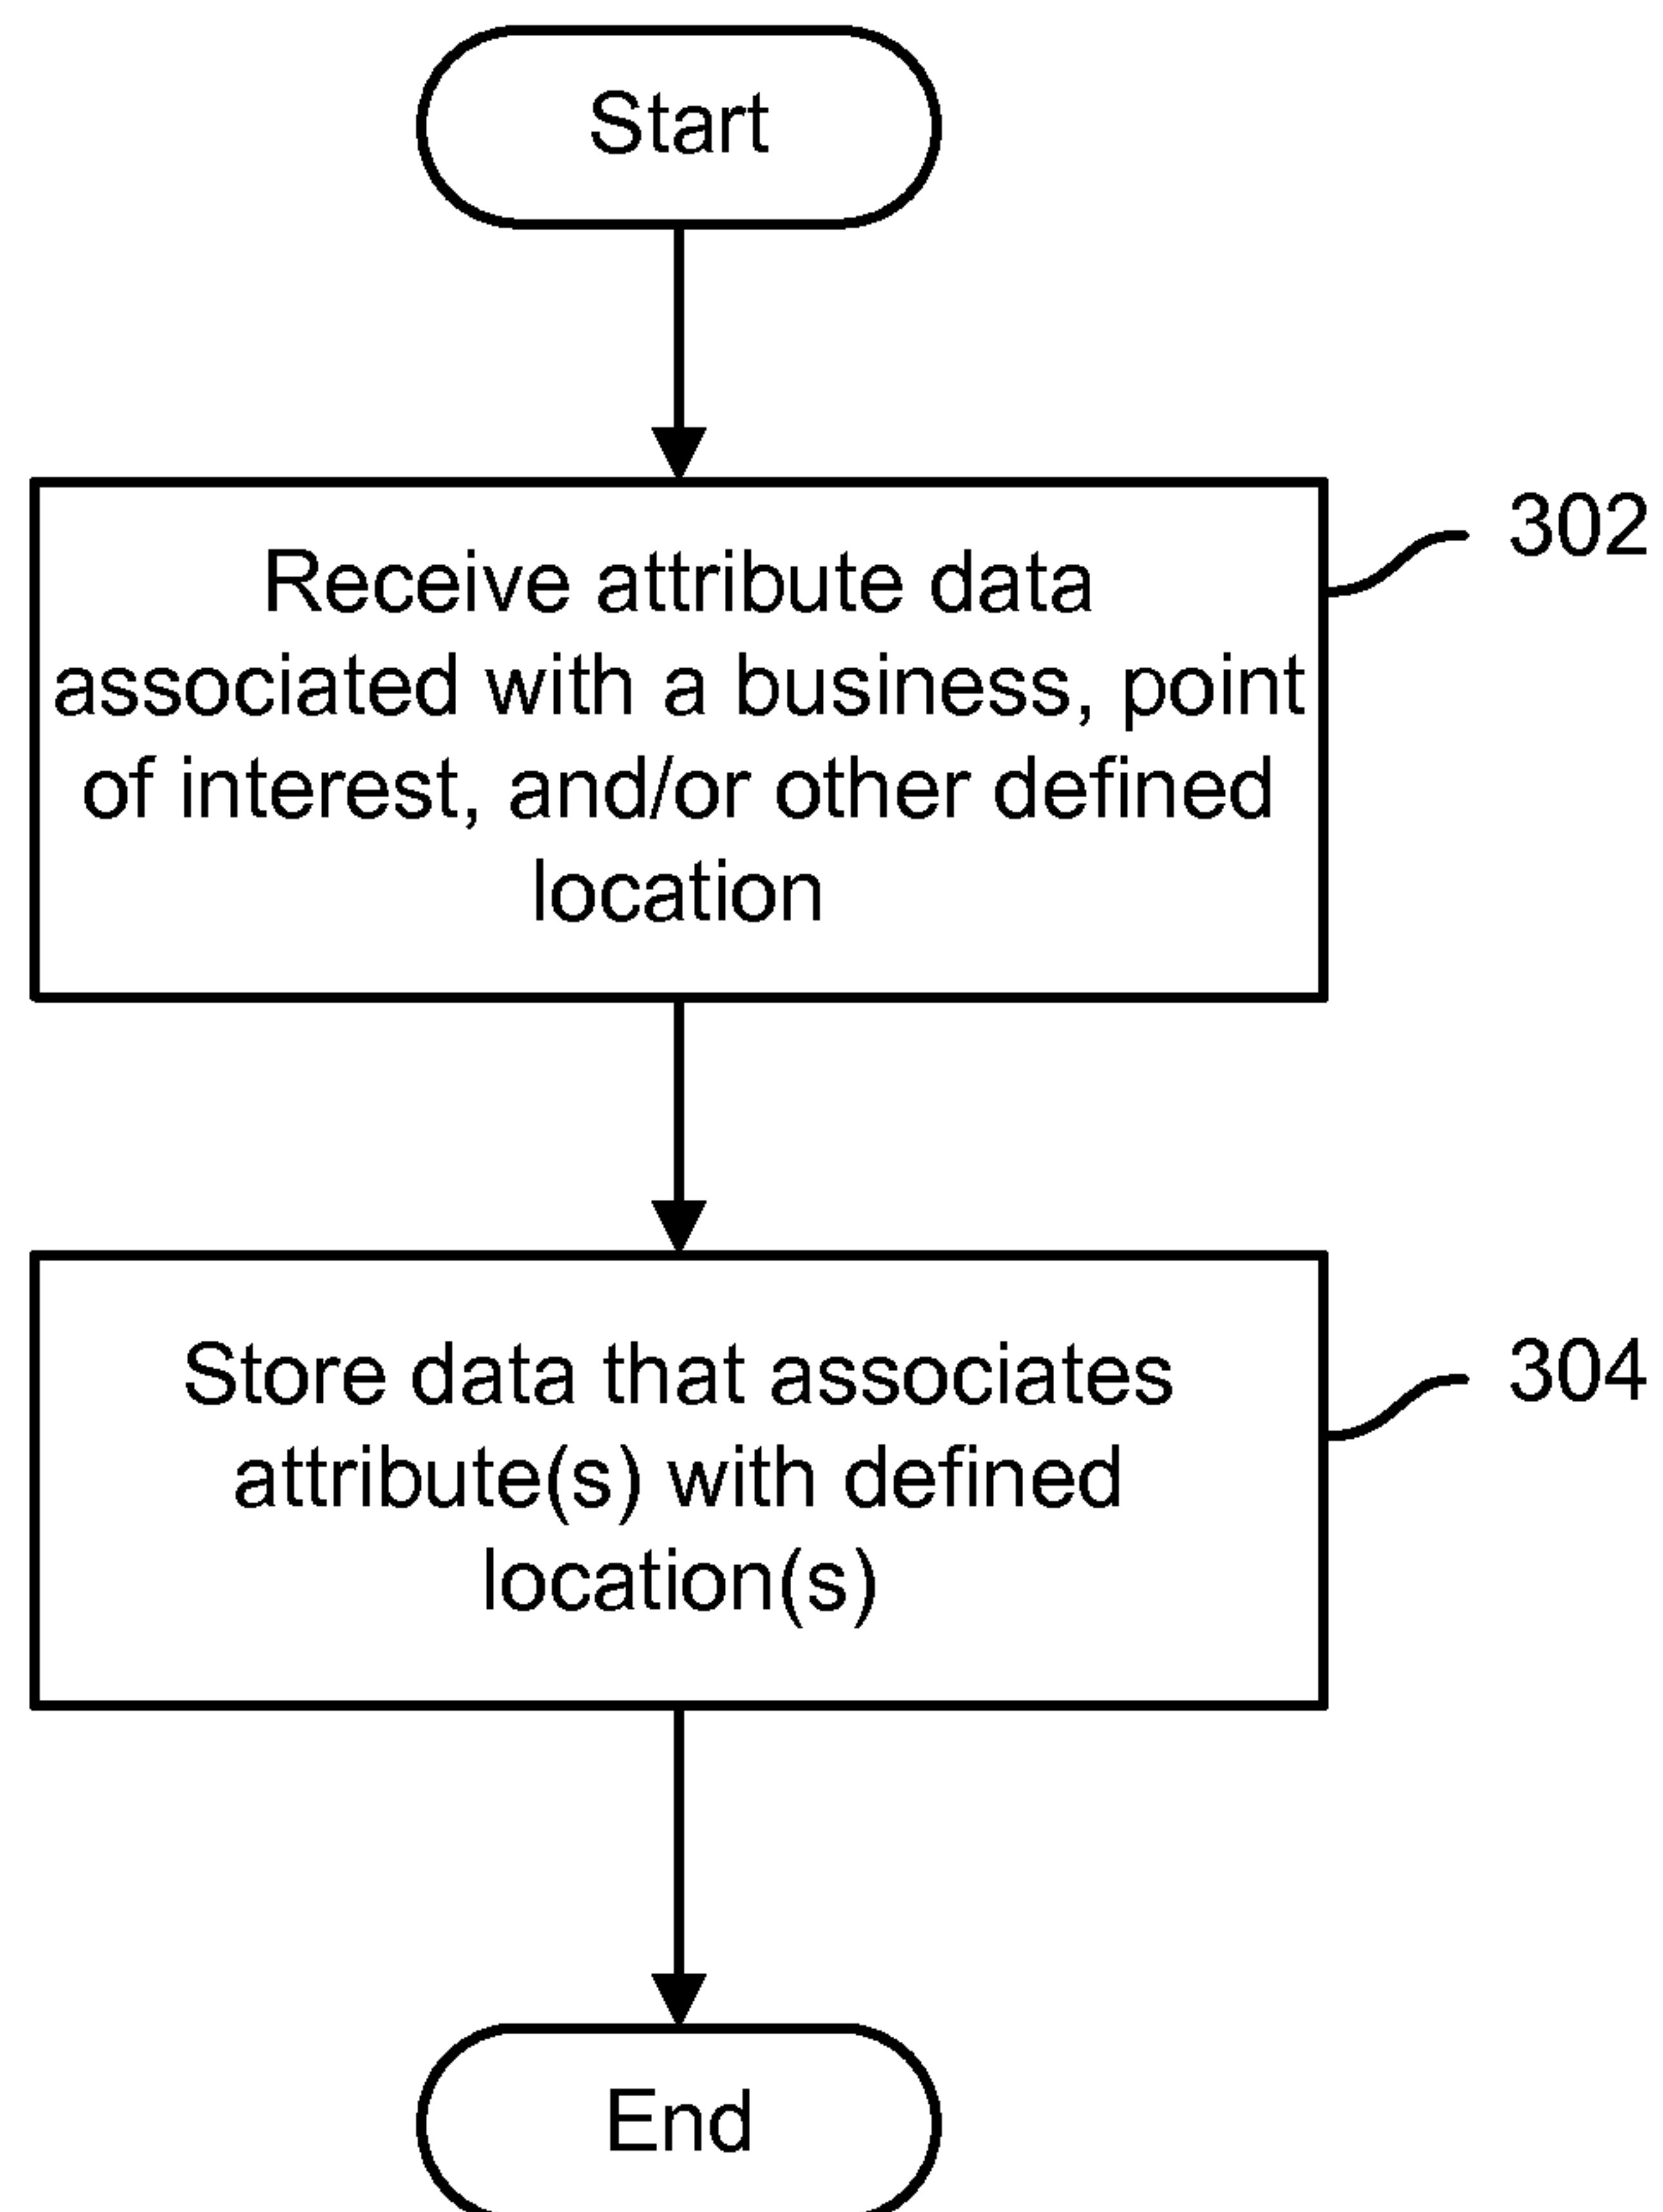 Start
302
Receive attribute data
associated with a business, point
of interest, and/or other defined
location
304
Store data that associates
attribute(s) with defined
location(s)
End